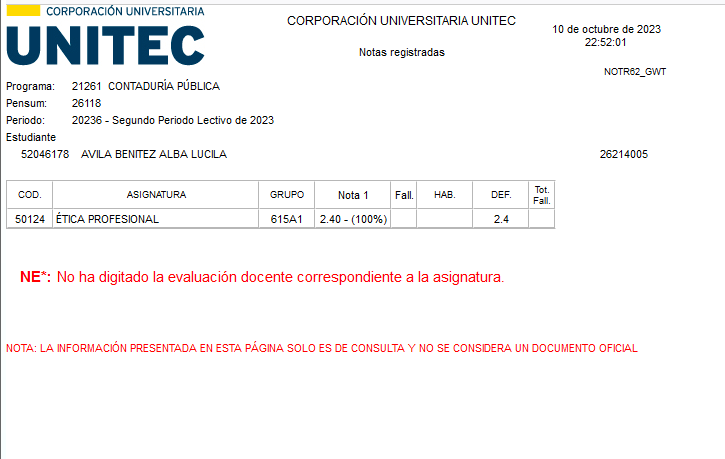 CORPORACIÓN UNIVERSITARIA
UNITEC
CORPORACIÓN UNIVERSITARIA UNITEC
10 de octubre de 2023
22:52:01
Notas registradas
NOTR62_GWT
Programa: 21261 CONTADURÍA PÚBLICA
Pensum: 26118
Periodo: 20236 - Segundo Periodo Lectivo de 2023
Estudiante
52046178 AVILA BENITEZ ALBA LUCILA 26214005
COD. ASIGNATURA GRUPO Nota 1 Fall. HAB. DEF. Tot. Fall.
50124 ÉTICA PROFESIONAL 615A1 2.40 - (100%) 2.4
NE*: No ha digitado la evaluación docente correspondiente a la asignatura.
NOTA: LA INFORMACIÓN PRESENTADA EN ESTA PÁGINA SOLO ES DE CONSULTA Y NO SE CONSIDERA UN DOCUMENTO OFICIAL